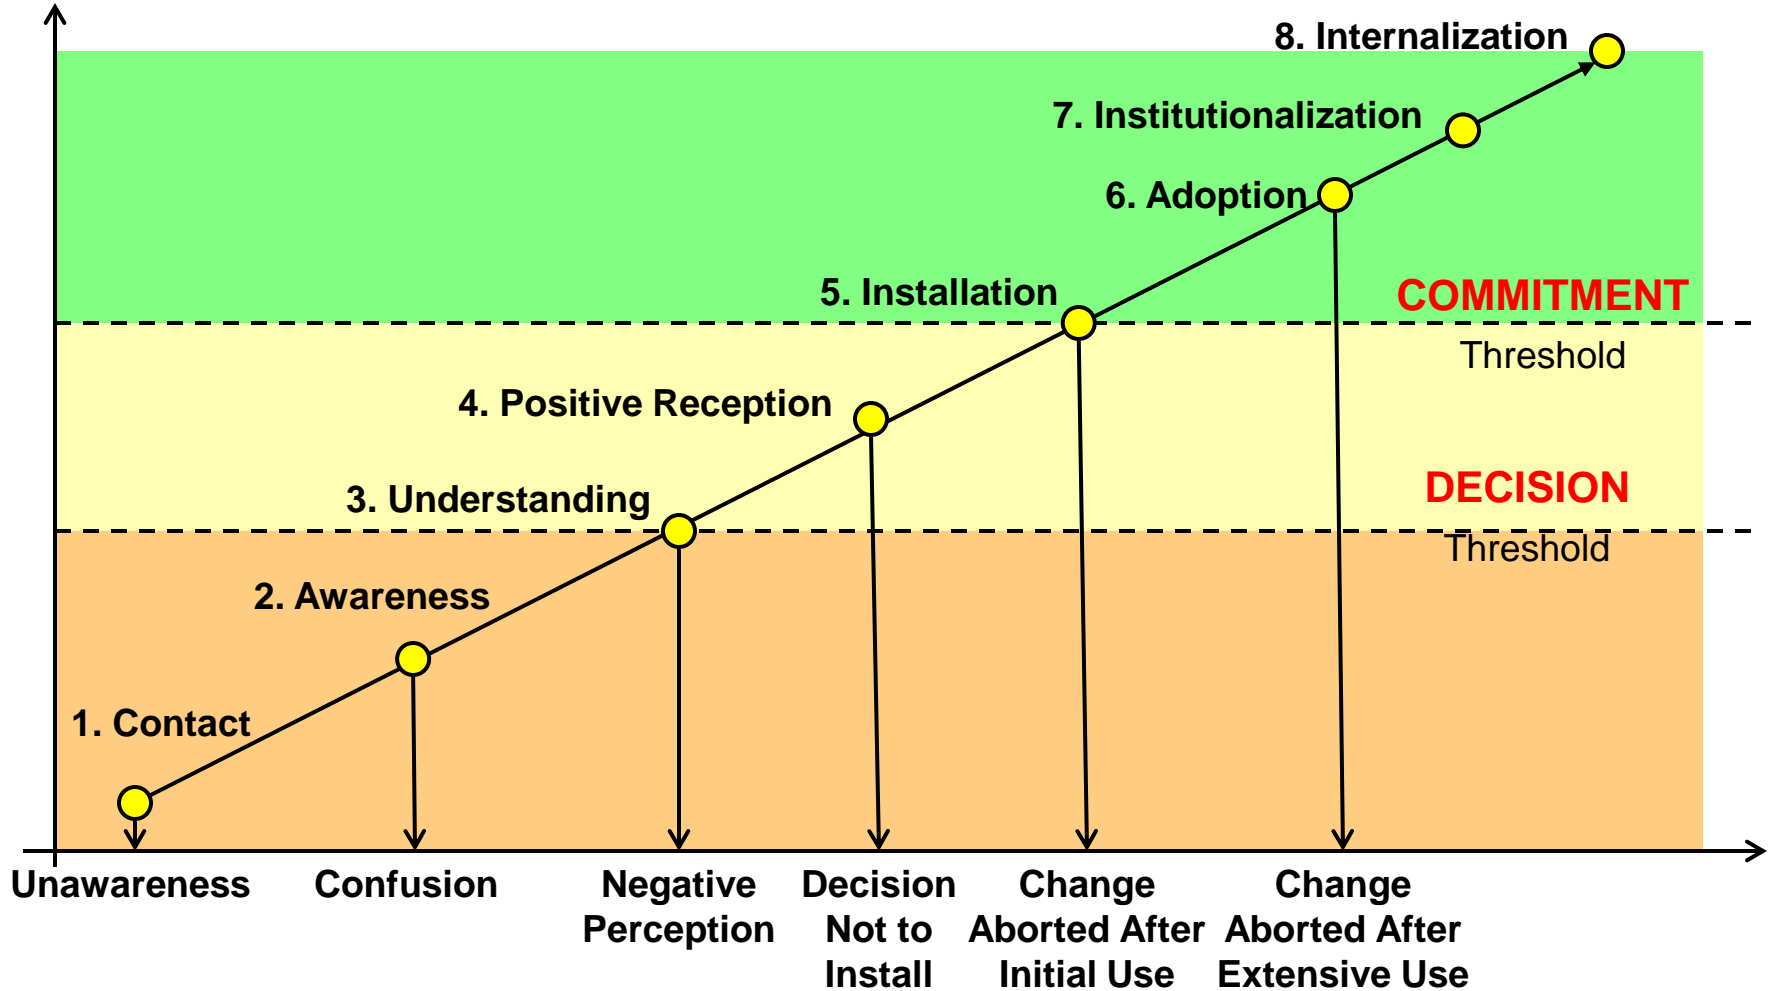 8. Internalization
7. Institutionalization
6. Adoption
5. Installation
COMMITMENT
Threshold
4. Positive Reception
3. Understanding
DECISION
Threshold
2. Awareness
1. Contact
Unawareness
Confusion
Negative
Perception
Decision
Not to
Install
Change
Aborted After
Initial Use
Change
Aborted After
Extensive Use